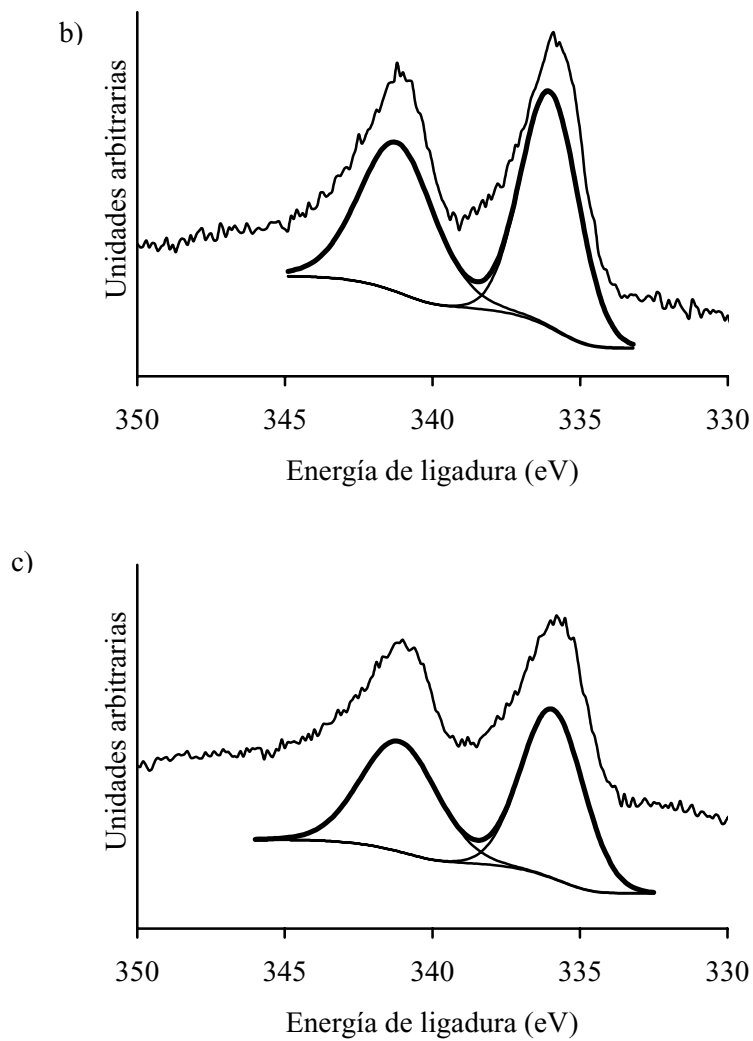 b)
Unidades arbitrarias
350 345 340 335 330
Energía de ligadura (eV)
c)
Unidades arbitrarias
350 345 340 335 330
Energía de ligadura (eV)